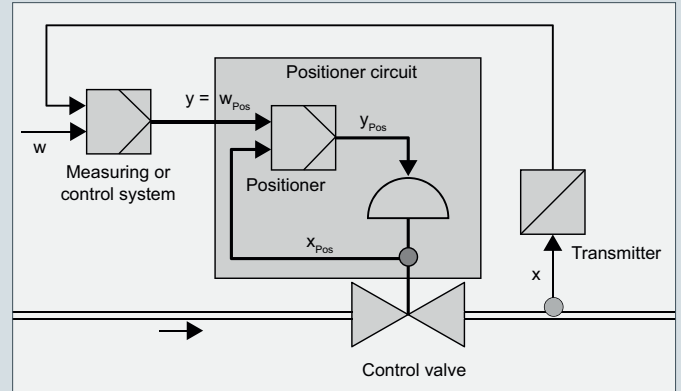 Positioner circuit
y = w_Pos
y_Pos
w
Measuring or
control system
Positioner
x_Pos
x
Transmitter
Control valve